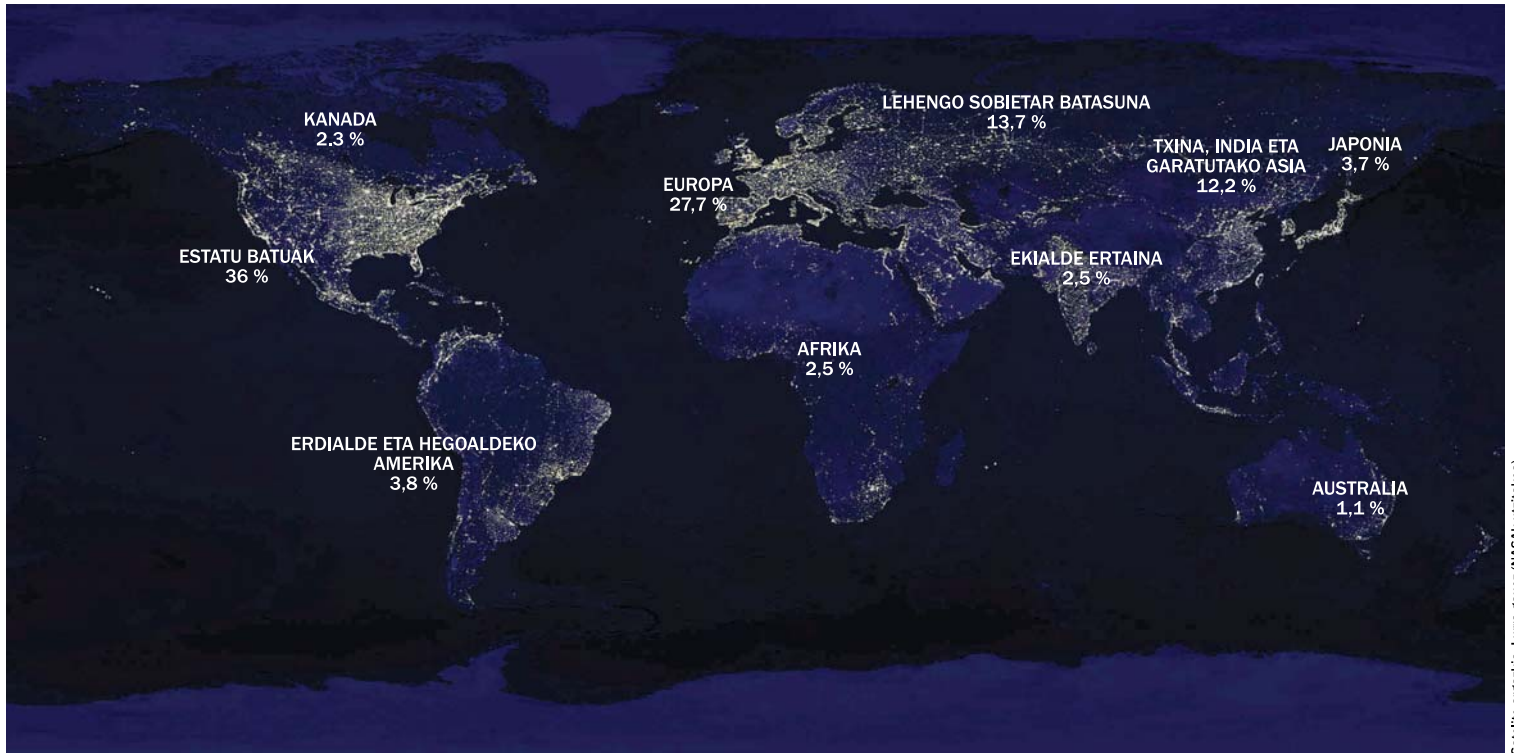 KANADA
2.3 %
LEHENGO SOBIETAR BATASUNA
13,7 %
TXINA, INDIA ETA
GARATUTAKO ASIA
12,2 %
JAPONIA
3,7 %
EUROPA
27,7 %
ESTATU BATUAK
36 %
EKIALDE ERTAINA
2,5 %
AFRIKA
2,5 %
ERDIALDE ETA HEGOALDEKO
AMERIKA
3,8 %
AUSTRALIA
1,1 %